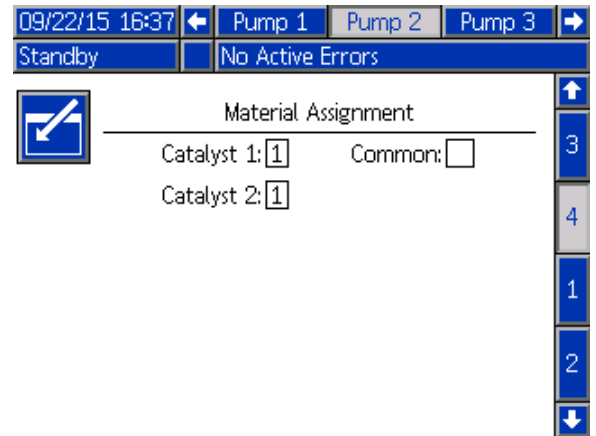 09/22/15 16:37 Pump 1 Pump 2 Pump 3
Standby No Active Errors
Material Assignment
3
Catalyst 1: 1 Common:
Catalyst 2: 1
4
1
2